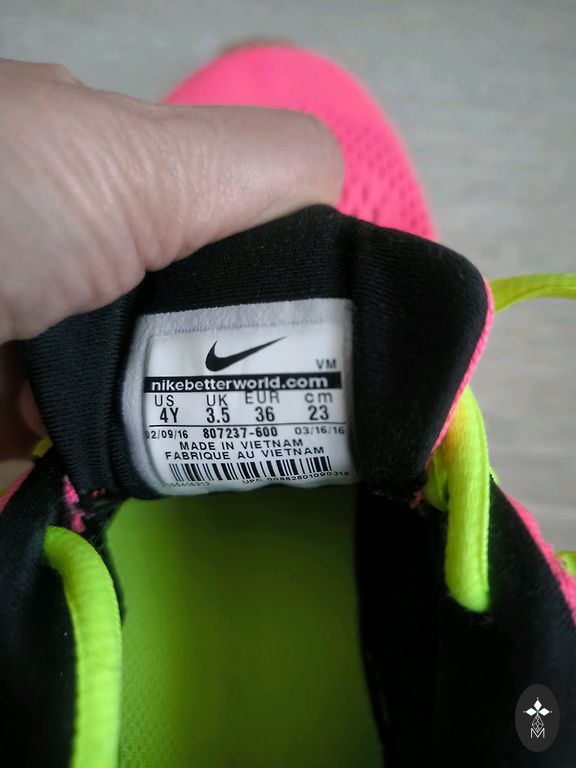 VM
nikebetterworld.com
US UK EUR cm
4Y 3.5 36 23
02/09/16 807237-600 03/16/16
MADE IN VIETNAM
FABRIQUE AU VIETNAM
UPC
M